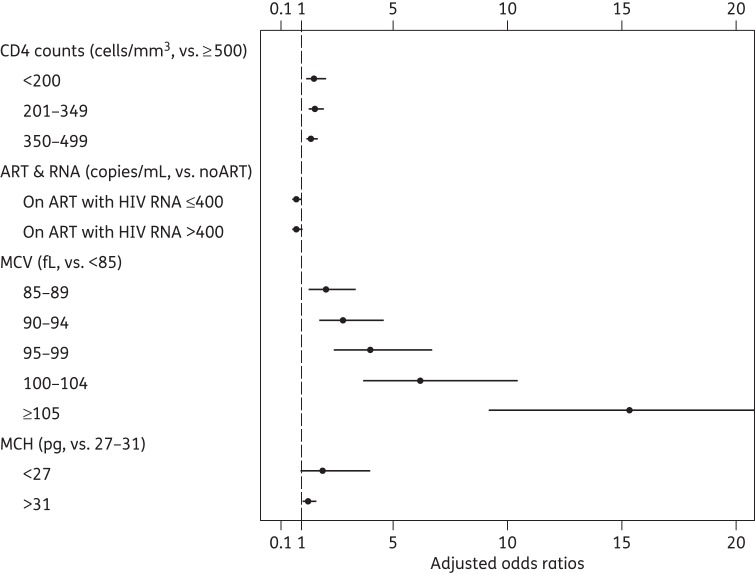 0.1 1 5 10 15 20
CD4 counts (cells/mm³, vs. ≥500)
<200
201–349
350–499
ART & RNA (copies/mL, vs. noART)
On ART with HIV RNA ≤400
On ART with HIV RNA >400
MCV (fL, vs. <85)
85–89
90–94
95–99
100–104
≥105
MCH (pg, vs. 27–31)
<27
>31
0.1 1 5 10 15 20
Adjusted odds ratios